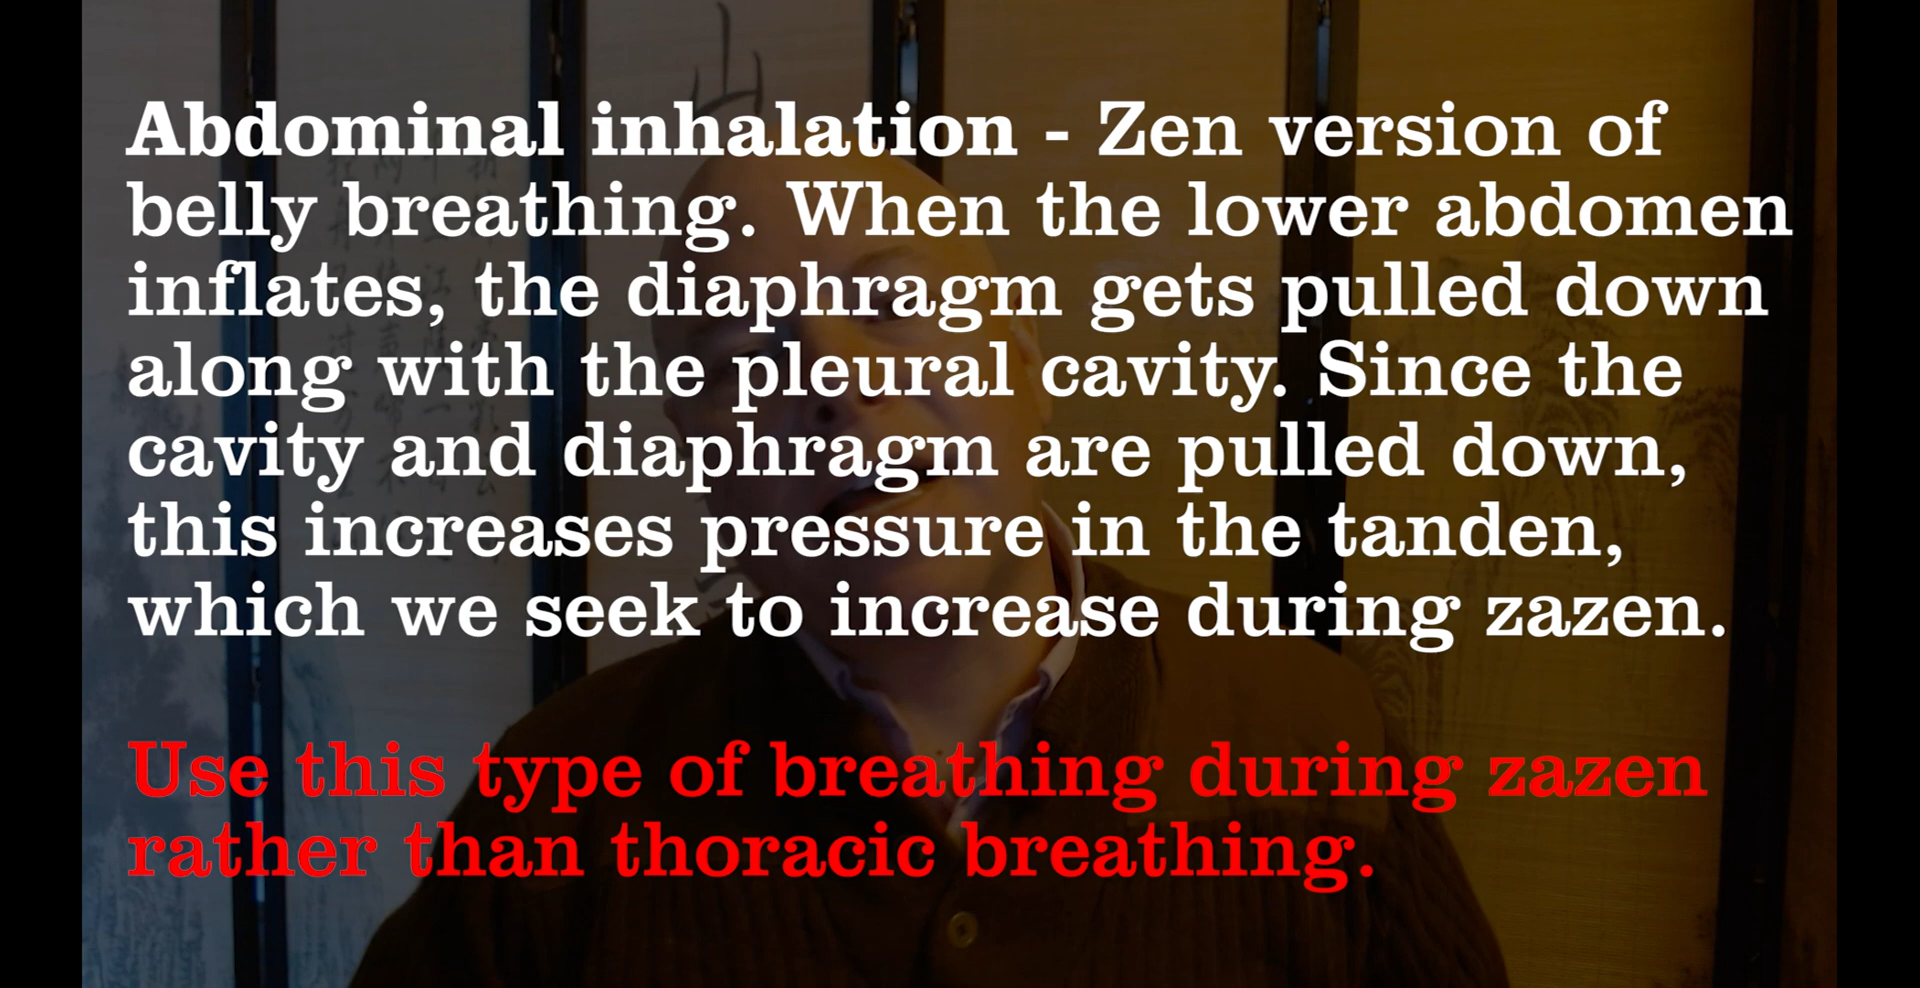 Abdominal inhalation - Zen version of
belly breathing. When the lower abdomen
inflates, the diaphragm gets pulled down
along with the pleural cavity. Since the
cavity and diaphragm are pulled down,
this increases pressure in the tanden,
which we seek to increase during zazen.
Use this type of breathing during zazen
rather than thoracic breathing.